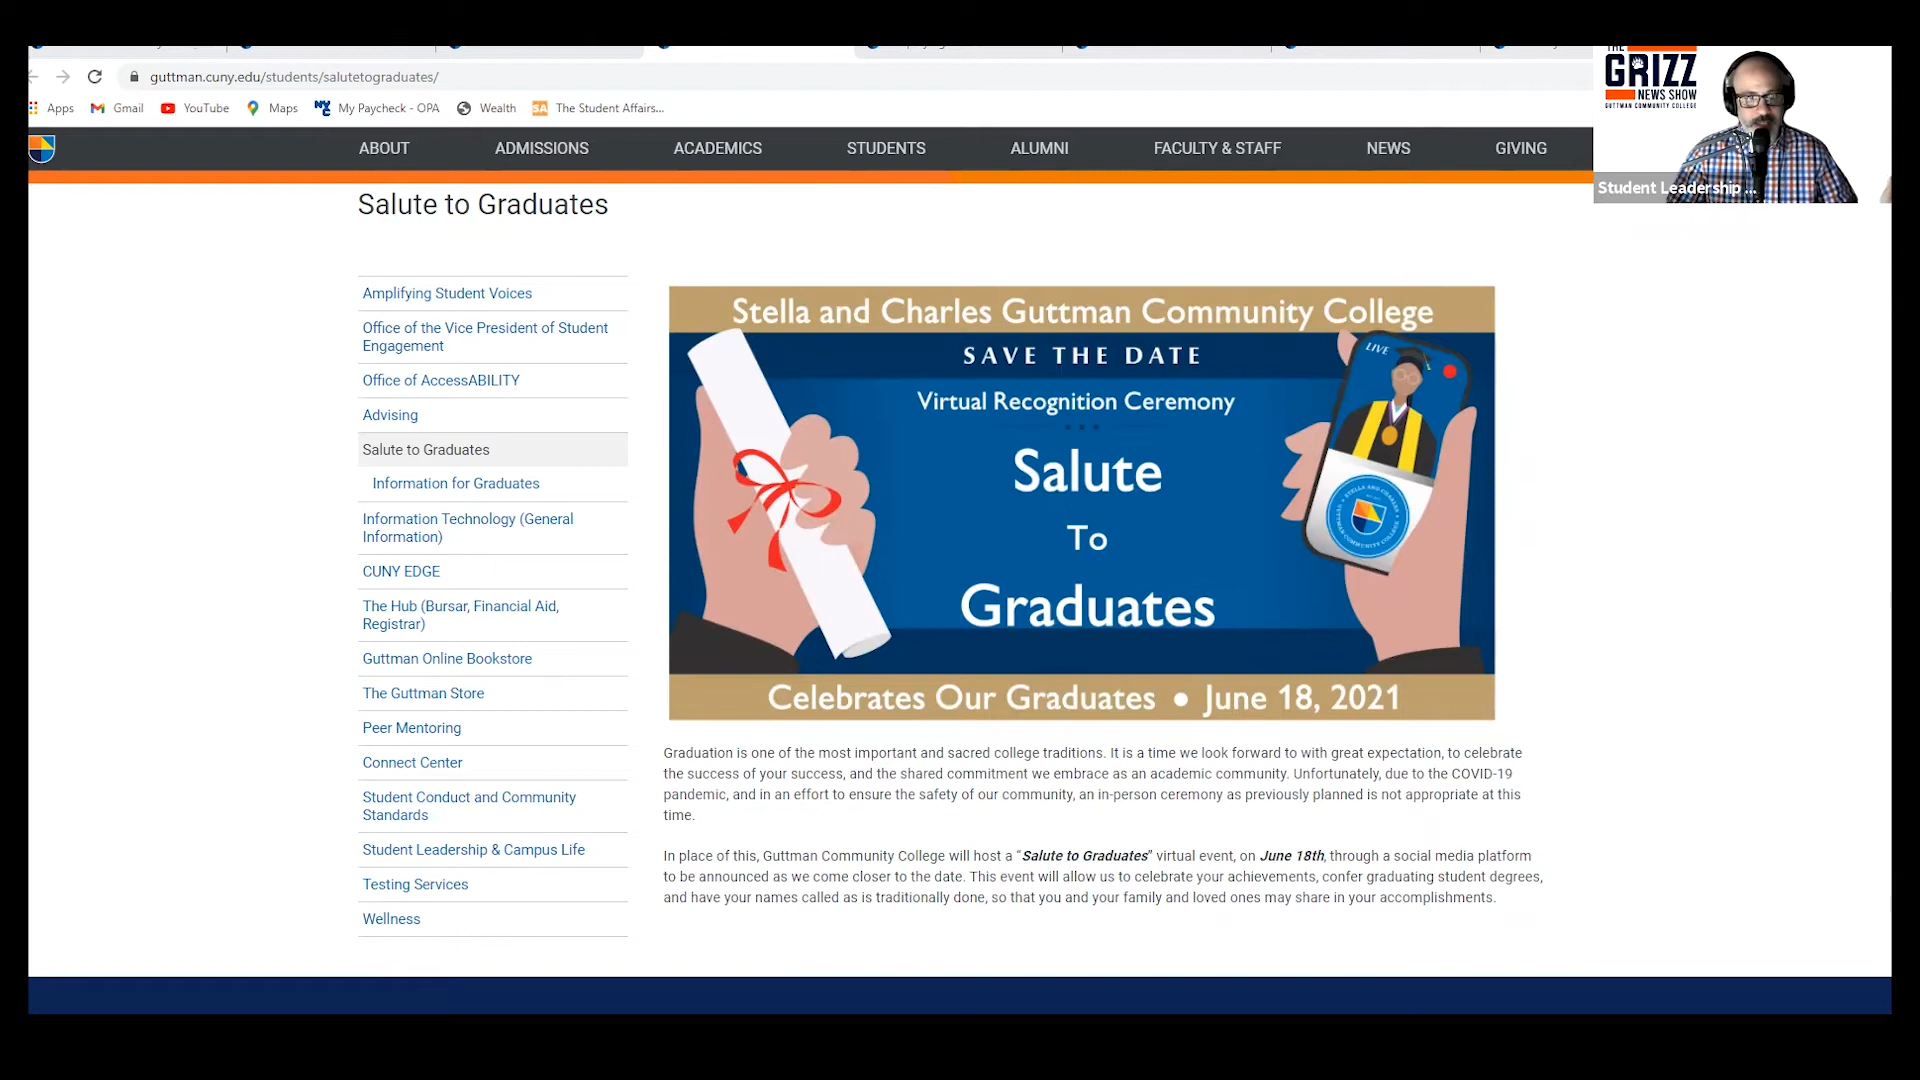 guttman.cuny.edu/students/salutetograduates/
THE
GRIZZ
NEWS SHOW
GUTTMAN COMMUNITY COLLEGE
Apps Gmail YouTube Maps My Paycheck - OPA Wealth SA The Student Affairs...
ABOUT ADMISSIONS ACADEMICS STUDENTS ALUMNI FACULTY & STAFF NEWS GIVING
Student Leadership ...
Salute to Graduates
Amplifying Student Voices
Office of the Vice President of Student
Engagement
Office of AccessABILITY
Advising
Salute to Graduates
Information for Graduates
Information Technology (General
Information)
CUNY EDGE
The Hub (Bursar, Financial Aid,
Registrar)
Guttman Online Bookstore
The Guttman Store
Peer Mentoring
Connect Center
Student Conduct and Community
Standards
Student Leadership & Campus Life
Testing Services
Wellness
Stella and Charles Guttman Community College
SAVE THE DATE
LIVE
Virtual Recognition Ceremony
Salute
To
Graduates
STELLA AND CHARLES
GUTTMAN COMMUNITY COLLEGE
Celebrates Our Graduates • June 18, 2021
Graduation is one of the most important and sacred college traditions. It is a time we look forward to with great expectation, to celebrate
the success of your success, and the shared commitment we embrace as an academic community. Unfortunately, due to the COVID-19
pandemic, and in an effort to ensure the safety of our community, an in-person ceremony as previously planned is not appropriate at this
time.
In place of this, Guttman Community College will host a “Salute to Graduates” virtual event, on June 18th, through a social media platform
to be announced as we come closer to the date. This event will allow us to celebrate your achievements, confer graduating student degrees,
and have your names called as is traditionally done, so that you and your family and loved ones may share in your accomplishments.